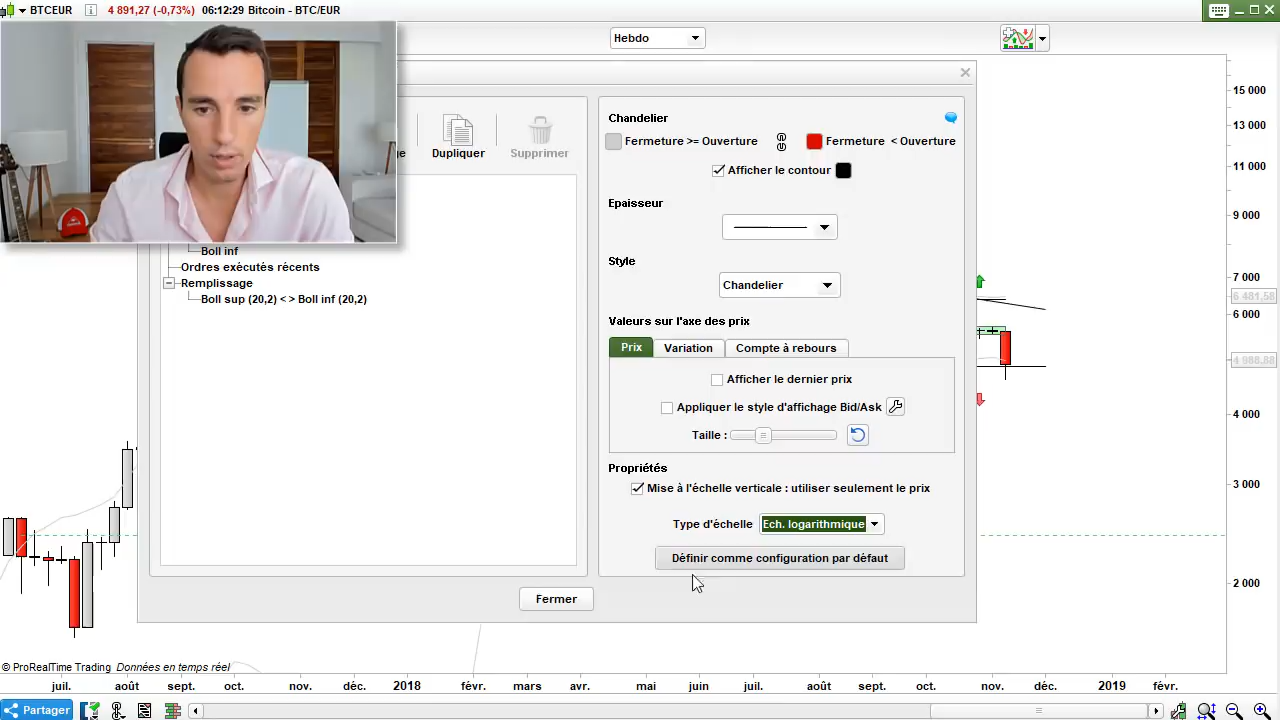 BTCEUR i 4 891,27 (-0,73%) 06:12:29 Bitcoin - BTC/EUR
Hebdo
Chandelier
Fermeture >= Ouverture Fermeture < Ouverture
Dupliquer Supprimer
Afficher le contour
Epaisseur
Style
Chandelier
Boll inf
Ordres exécutés récents
Remplissage
Boll sup (20,2) < > Boll inf (20,2)
Valeurs sur l'axe des prix
Prix Variation Compte à rebours
Afficher le dernier prix
Appliquer le style d'affichage Bid/Ask
Taille :
Propriétés
Mise à l'échelle verticale : utiliser seulement le prix
Type d'échelle Ech. logarithmique
Définir comme configuration par défaut
Fermer
15 000
13 000
11 000
9 000
7 000
6 481,58
6 000
4 988,88
4 000
3 000
2 000
© ProRealTime Trading Données en temps réel
juil. août sept. oct. nov. déc. 2018 févr. mars avr. mai juin juil. août sept. oct. nov. déc. 2019 févr.
Partager